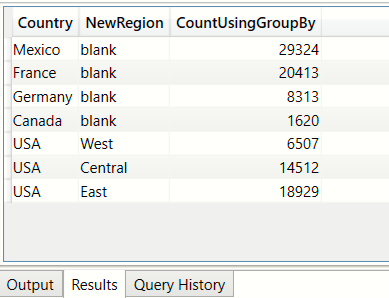 Country NewRegion CountUsingGroupBy
Mexico blank 29324
France blank 20413
Germany blank 8313
Canada blank 1620
USA West 6507
USA Central 14512
USA East 18929
Output Results Query History